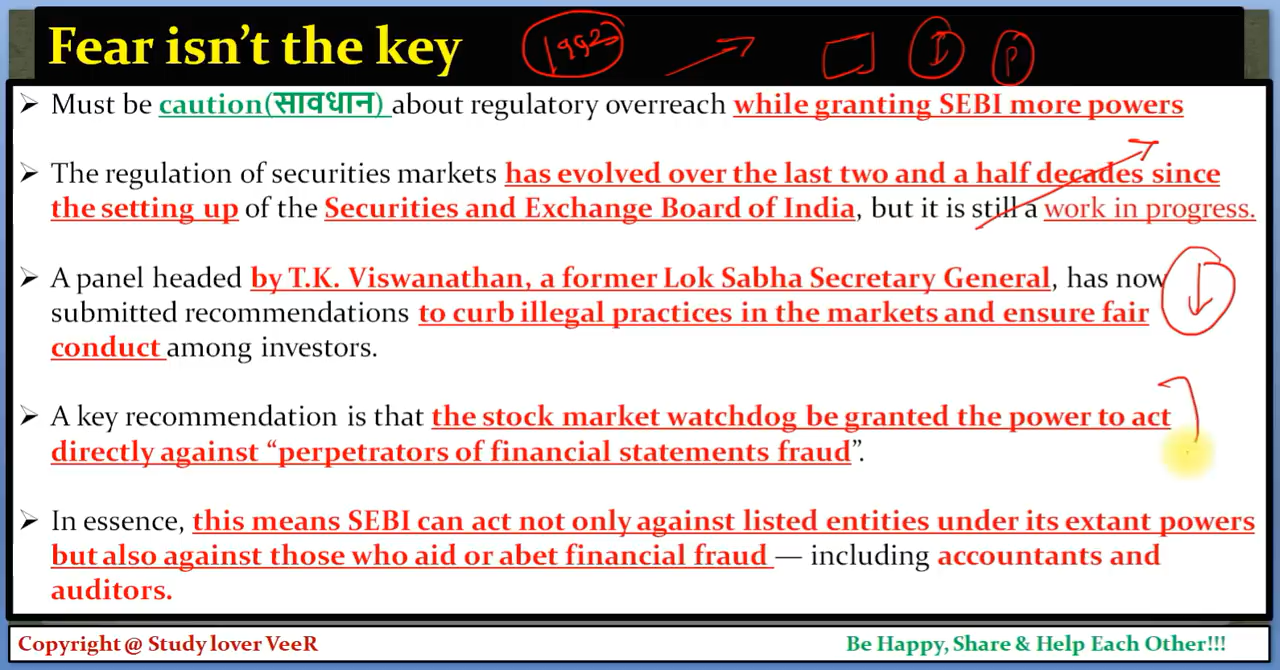 Fear isn't the key
1992
I
P
➢ Must be caution(सावधान) about regulatory overreach while granting SEBI more powers
➢ The regulation of securities markets has evolved over the last two and a half decades since
the setting up of the Securities and Exchange Board of India, but it is still a work in progress.
➢ A panel headed by T.K. Viswanathan, a former Lok Sabha Secretary General, has now
submitted recommendations to curb illegal practices in the markets and ensure fair
conduct among investors.
➢ A key recommendation is that the stock market watchdog be granted the power to act
directly against “perpetrators of financial statements fraud”.
➢ In essence, this means SEBI can act not only against listed entities under its extant powers
but also against those who aid or abet financial fraud — including accountants and
auditors.
Copyright @ Study lover VeeR
Be Happy, Share & Help Each Other!!!